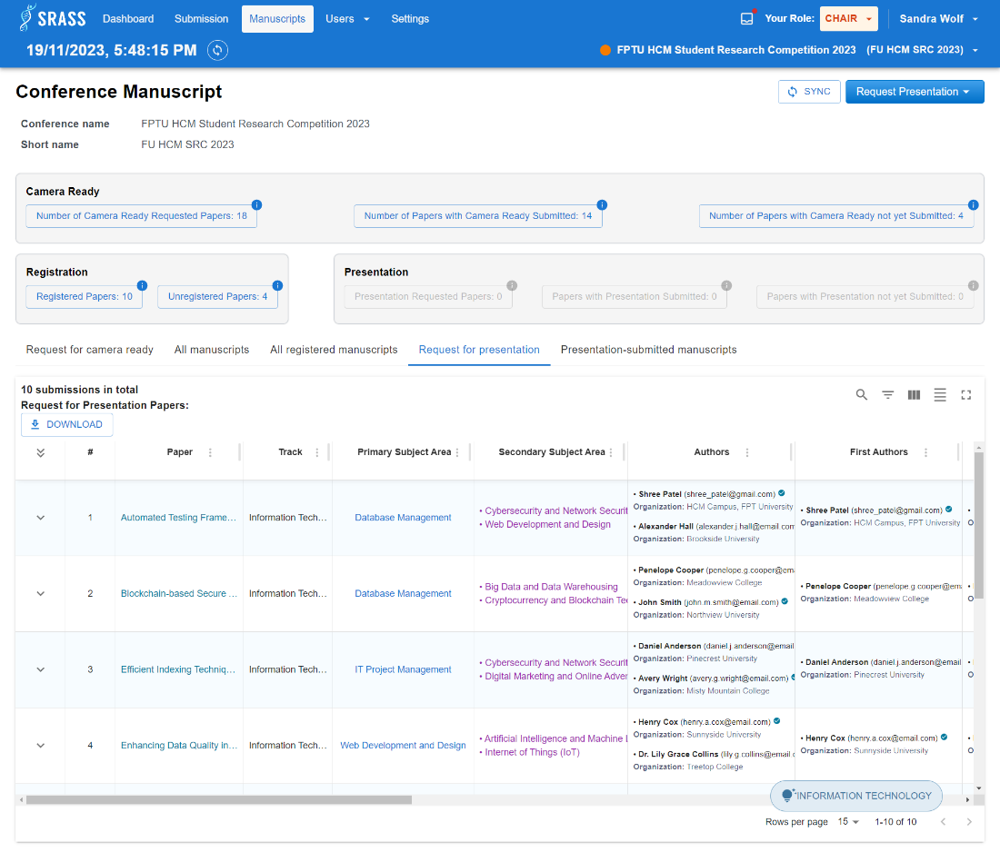 SRASS Dashboard Submission Manuscripts Users Settings Your Role: CHAIR Sandra Wolf
19/11/2023, 5:48:15 PM FPTU HCM Student Research Competition 2023 (FU HCM SRC 2023)
Conference Manuscript SYNC Request Presentation
Conference name FPTU HCM Student Research Competition 2023
Short name FU HCM SRC 2023
Camera Ready
Number of Camera Ready Requested Papers: 18 Number of Papers with Camera Ready Submitted: 14 Number of Papers with Camera Ready not yet Submitted: 4
Registration
Registered Papers: 10 Unregistered Papers: 4
Presentation
Presentation Requested Papers: 0 Papers with Presentation Submitted: 0 Papers with Presentation not yet Submitted: 0
Request for camera ready All manuscripts All registered manuscripts Request for presentation Presentation-submitted manuscripts
10 submissions in total
Request for Presentation Papers:
DOWNLOAD
# Paper Track Primary Subject Area Secondary Subject Area Authors First Authors
1 Automated Testing Frame... Information Tech... Database Management
• Cybersecurity and Network Securit
• Web Development and Design
• Shree Patel (shree_patel@gmail.com)
Organization: HCM Campus, FPT University
• Alexander Hall (alexander.j.hall@email.com
Organization: Brookside University
• Shree Patel (shree_patel@gmail.com)
Organization: HCM Campus, FPT University
2 Blockchain-based Secure ... Information Tech... Database Management
• Big Data and Data Warehousing
• Cryptocurrency and Blockchain Te
• Penelope Cooper (penelope.g.cooper@em
Organization: Meadowview College
• John Smith (john.m.smith@email.com)
Organization: Northview University
• Penelope Cooper (penelope.g.cooper@em
Organization: Meadowview College
3 Efficient Indexing Techniq... Information Tech... IT Project Management
• Cybersecurity and Network Securit
• Digital Marketing and Online Adver
• Daniel Anderson (daniel.j.anderson@email
Organization: Pinecrest University
• Avery Wright (avery.g.wright@email.com)
Organization: Misty Mountain College
• Daniel Anderson (daniel.j.anderson@email
Organization: Pinecrest University
4 Enhancing Data Quality in... Information Tech... Web Development and Design
• Artificial Intelligence and Machine L
• Internet of Things (IoT)
• Henry Cox (henry.a.cox@email.com)
Organization: Sunnyside University
• Dr. Lily Grace Collins (lily.g.collins@email.c
Organization: Treetop College
• Henry Cox (henry.a.cox@email.com)
Organization: Sunnyside University
INFORMATION TECHNOLOGY
Rows per page 15 1-10 of 10